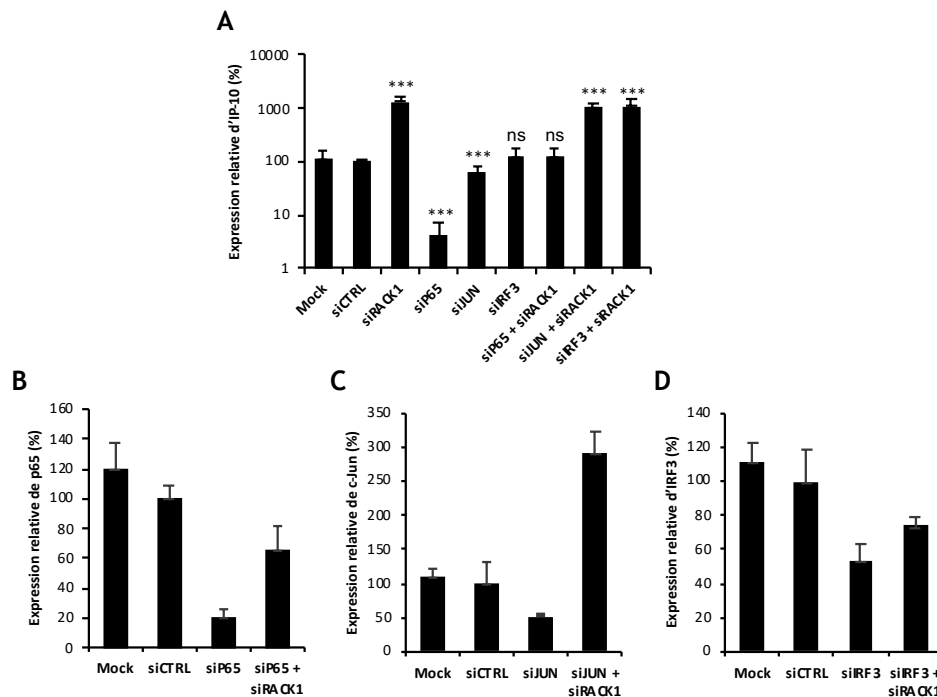 A
Expression relative d'IP-10 (%)
10000
1000
100
10
1
***
***
***
ns
ns
***
***
Mock
siCTRL
siRACK1
siP65
siJUN
siIRF3
siP65 + siRACK1
siJUN + siRACK1
siIRF3 + siRACK1
B
Expression relative de p65 (%)
160
140
120
100
80
60
40
20
0
Mock
siCTRL
siP65
siP65 +
siRACK1
C
Expression relative de c-Jun (%)
350
300
250
200
150
100
50
0
Mock
siCTRL
siJUN
siJUN +
siRACK1
D
Expression relative d'IRF3 (%)
140
120
100
80
60
40
20
0
Mock
siCTRL
siIRF3
siIRF3 +
siRACK1